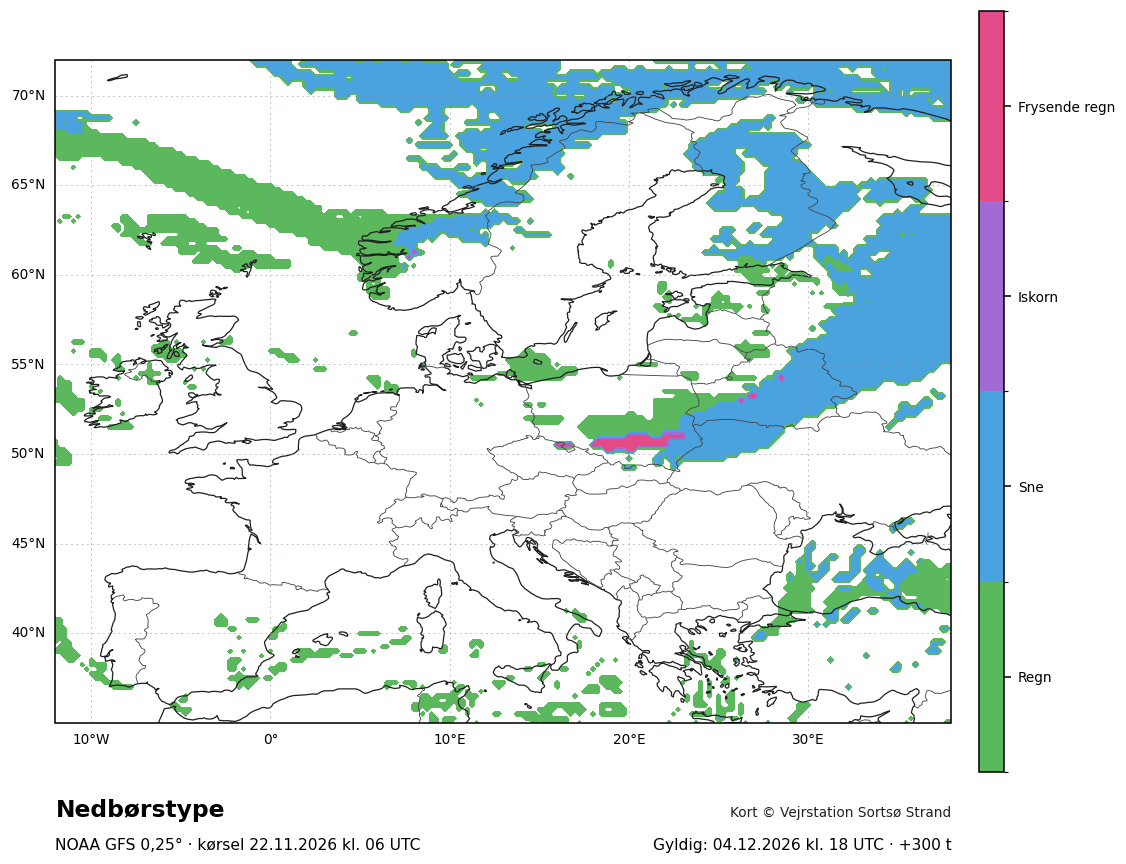 70°N
65°N
60°N
55°N
50°N
45°N
40°N
10°W
0°
10°E
20°E
30°E
Frysende regn
Iskorn
Sne
Regn
Nedbørstype
Kort © Vejrstation Sortsø Strand
NOAA GFS 0,25° · kørsel 22.11.2026 kl. 06 UTC
Gyldig: 04.12.2026 kl. 18 UTC · +300 t